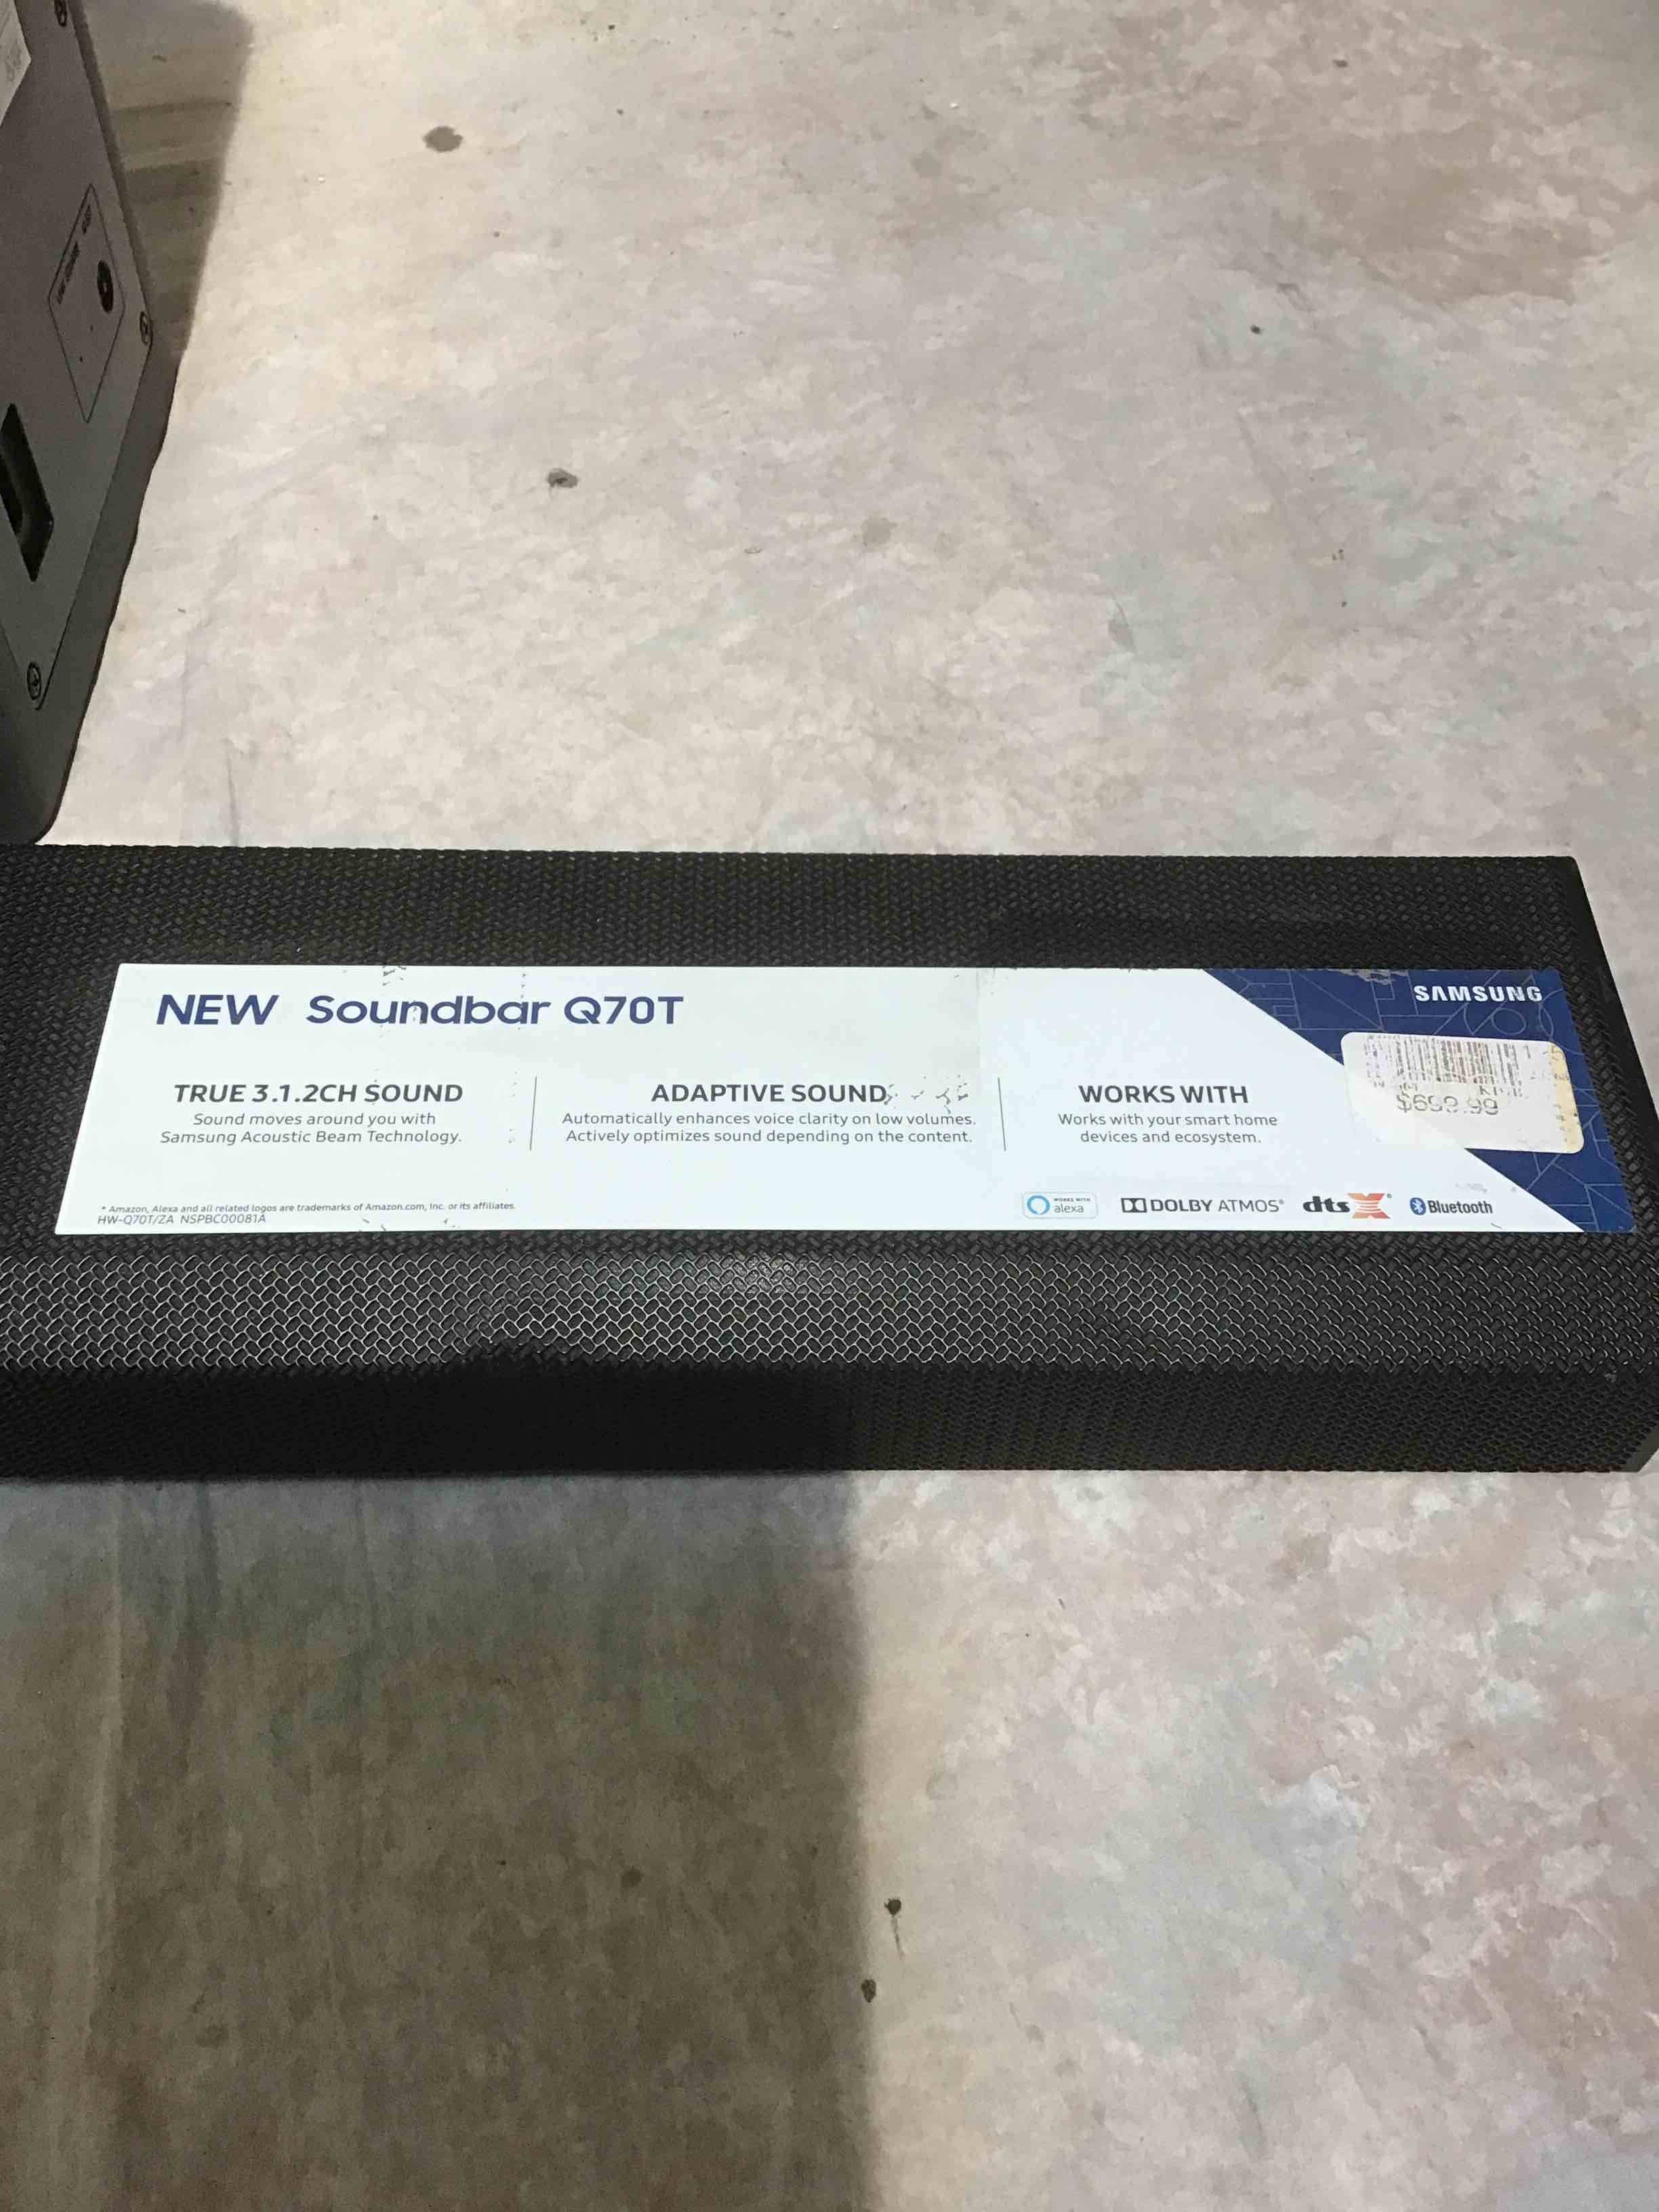 NEW Soundbar Q70T
SAMSUNG
TRUE 3.1.2CH SOUND
Sound moves around you with
Samsung Acoustic Beam Technology.
ADAPTIVE SOUND
Automatically enhances voice clarity on low volumes.
Actively optimizes sound depending on the content.
WORKS WITH
Works with your smart home
devices and ecosystem.
* Amazon, Alexa and all related logos are trademarks of Amazon.com, Inc. or its affiliates.
HW-Q70T/ZA NSPBC00081A
WORKS WITH
alexa
DOLBY ATMOS®
dts X®
Bluetooth